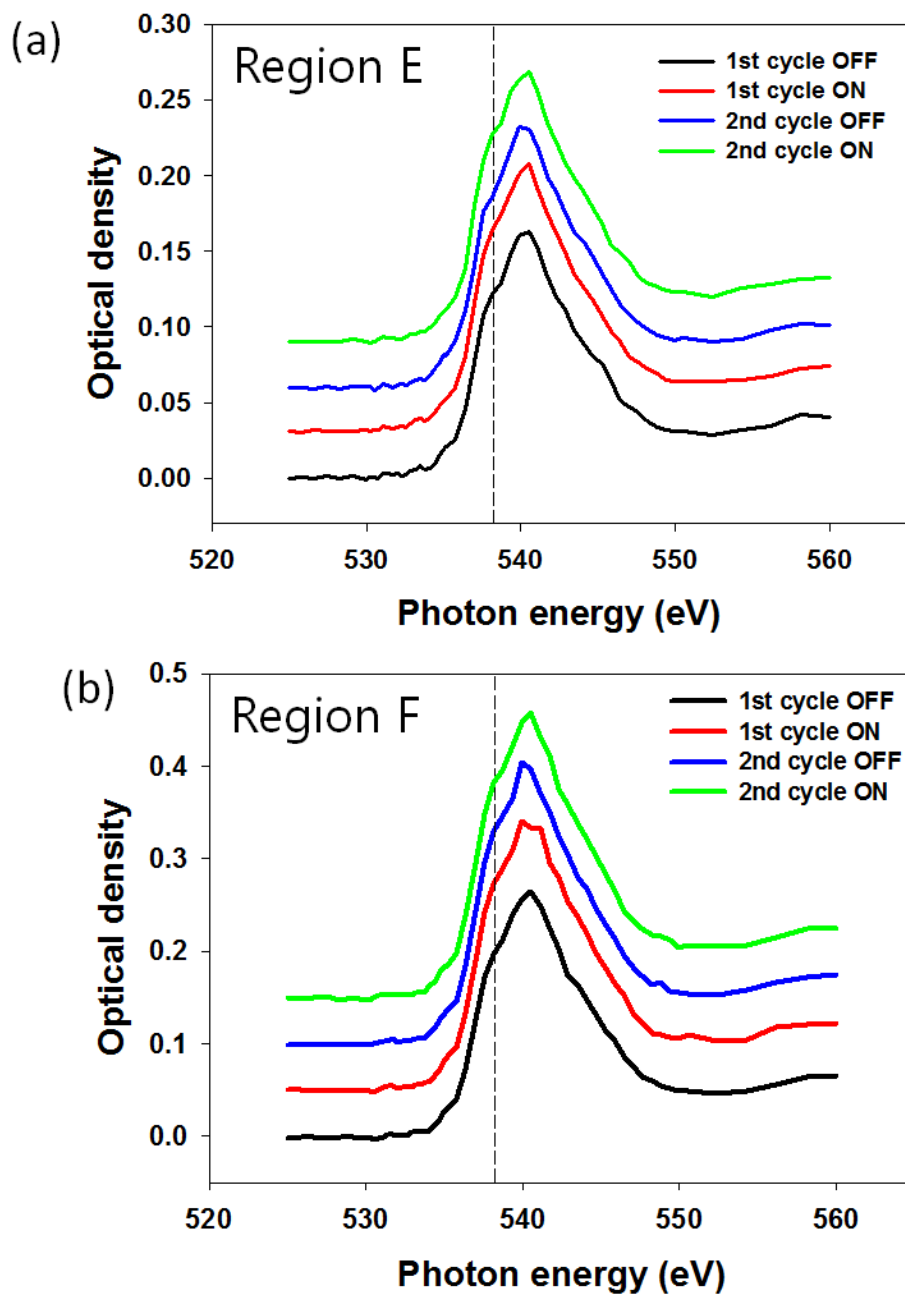 (a)
Region E
1st cycle OFF
1st cycle ON
2nd cycle OFF
2nd cycle ON
0.30
0.25
0.20
0.15
0.10
0.05
0.00
Optical density
520 530 540 550 560
Photon energy (eV)
(b)
Region F
1st cycle OFF
1st cycle ON
2nd cycle OFF
2nd cycle ON
0.5
0.4
0.3
0.2
0.1
0.0
Optical density
520 530 540 550 560
Photon energy (eV)